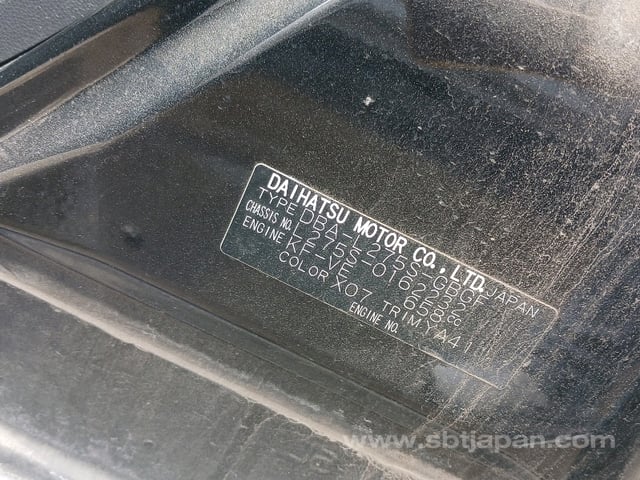 DAIHATSU MOTOR CO., LTD. JAPAN
TYPE DBA-L275S-GBGF
CHASSIS NO. L275S-0162232
ENGINE KF-VE 658cc
COLOR X07 TRIM YA41
ENGINE NO.
www.sbtjapan.com